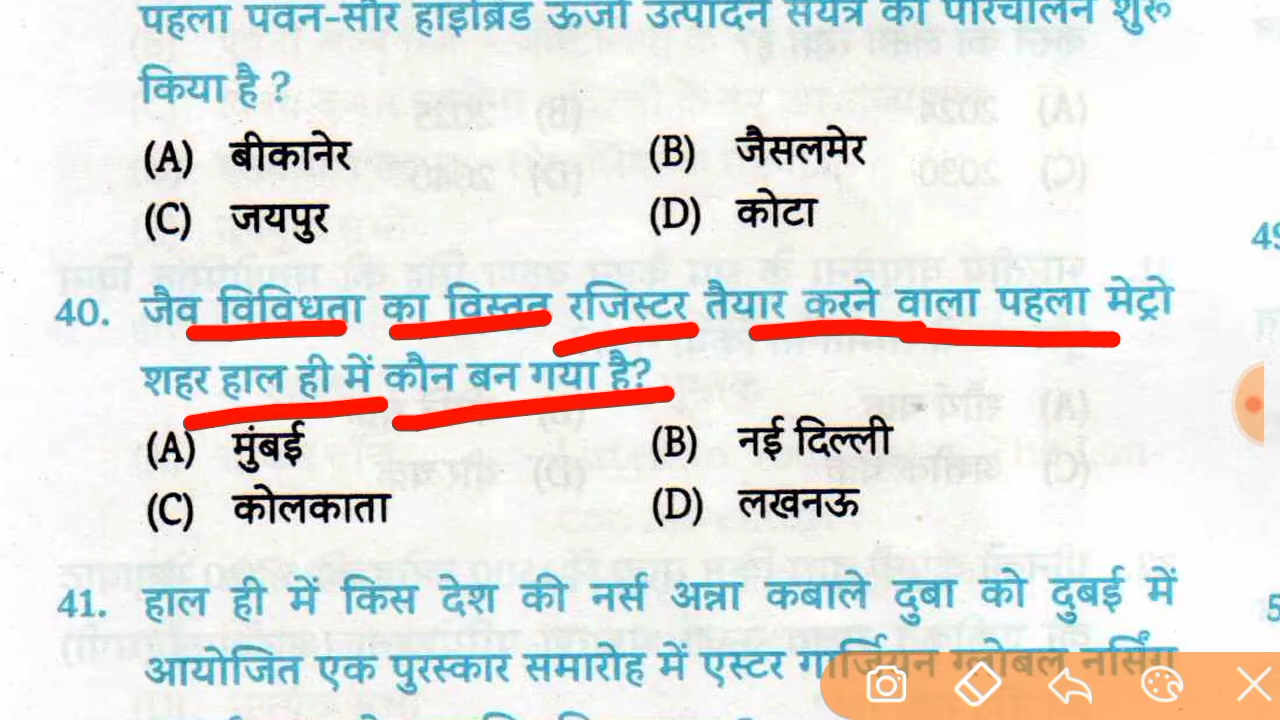 पहला पवन-सौर हाइब्रिड ऊर्जा उत्पादन संयंत्र का परिचालन शुरू
किया है ?
(A) बीकानेर (B) जैसलमेर
(C) जयपुर (D) कोटा
40. जैव विविधता का विस्तृत रजिस्टर तैयार करने वाला पहला मेट्रो
शहर हाल ही में कौन बन गया है?
(A) मुंबई (B) नई दिल्ली
(C) कोलकाता (D) लखनऊ
41. हाल ही में किस देश की नर्स अन्ना कबाले दुबा को दुबई में
आयोजित एक पुरस्कार समारोह में एस्टर गार्जियन ग्लोबल नर्सिंग